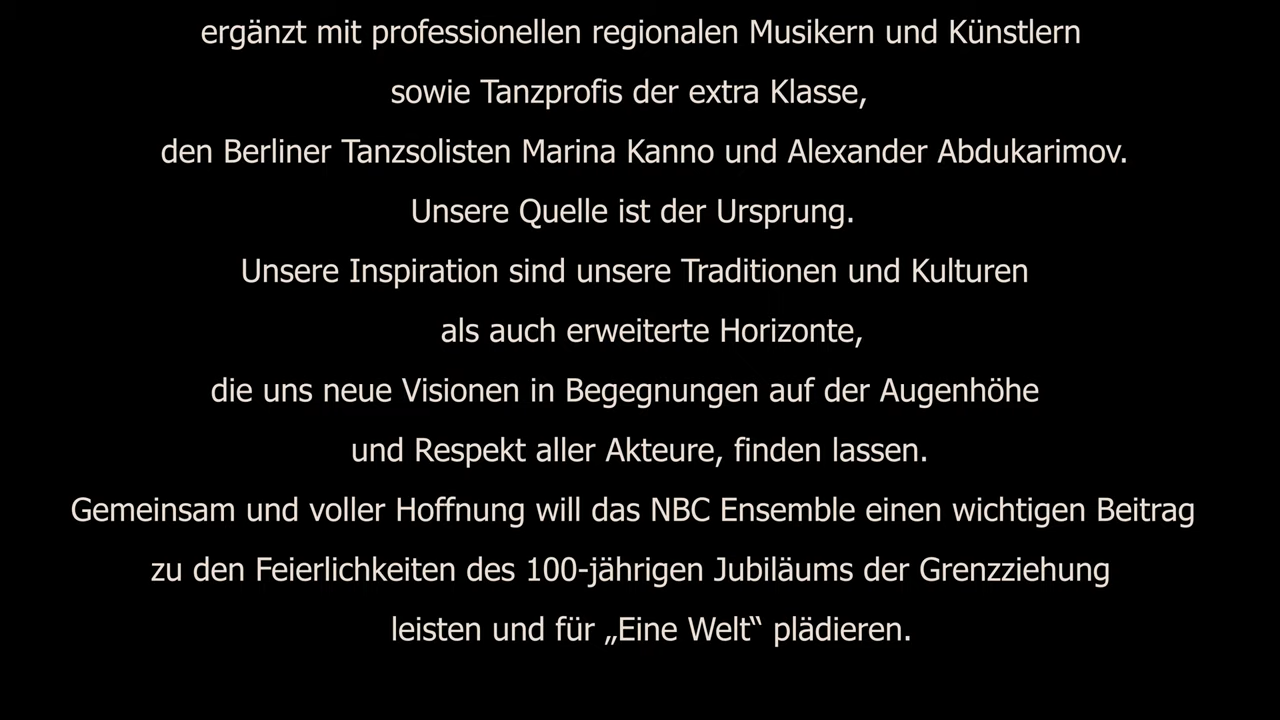 ergänzt mit professionellen regionalen Musikern und Künstlern
sowie Tanzprofis der extra Klasse,
den Berliner Tanzsolisten Marina Kanno und Alexander Abdukarimov.
Unsere Quelle ist der Ursprung.
Unsere Inspiration sind unsere Traditionen und Kulturen
als auch erweiterte Horizonte,
die uns neue Visionen in Begegnungen auf der Augenhöhe
und Respekt aller Akteure, finden lassen.
Gemeinsam und voller Hoffnung will das NBC Ensemble einen wichtigen Beitrag
zu den Feierlichkeiten des 100-jährigen Jubiläums der Grenzziehung
leisten und für „Eine Welt“ plädieren.